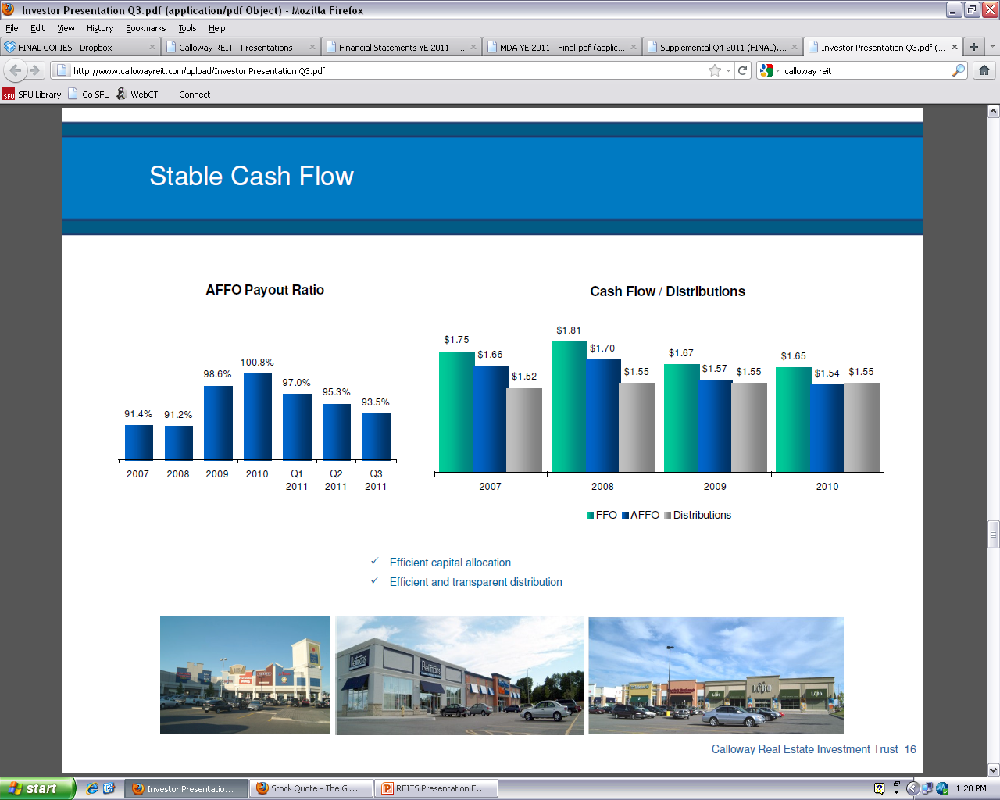 Investor Presentation Q3.pdf (application/pdf Object) - Mozilla Firefox
File Edit View History Bookmarks Tools Help
FINAL COPIES - Dropbox
Calloway REIT | Presentations
Financial Statements YE 2011 - ...
MDA YE 2011 - Final.pdf (applic...
Supplemental Q4 2011 (FINAL)....
Investor Presentation Q3.pdf (...
http://www.callowayreit.com/upload/Investor Presentation Q3.pdf
calloway reit
SFU Library Go SFU WebCT Connect
Stable Cash Flow
AFFO Payout Ratio
91.4% 91.2% 98.6% 100.8% 97.0% 95.3% 93.5%
2007 2008 2009 2010 Q1 2011 Q2 2011 Q3 2011
Cash Flow / Distributions
$1.75 $1.66 $1.52 $1.81 $1.70 $1.55 $1.67 $1.57 $1.55 $1.65 $1.54 $1.55
2007 2008 2009 2010
FFO AFFO Distributions
Efficient capital allocation
Efficient and transparent distribution
Reitmans
Reitmans
LCBO
LCBO
LCBO
Calloway Real Estate Investment Trust 16
start
Investor Presentatio...
Stock Quote - The Gl...
REITS Presentation F...
1:28 PM